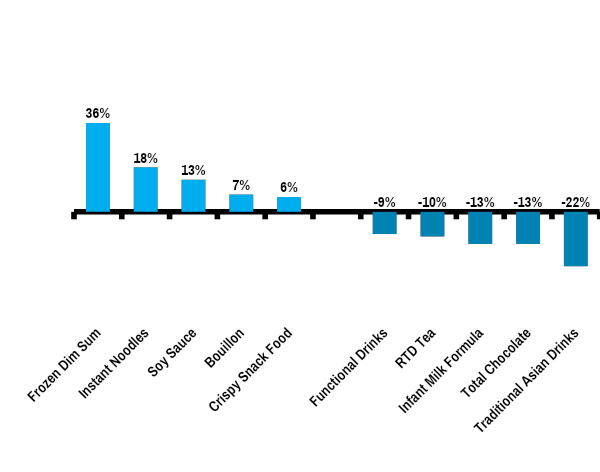 36%
18%
13%
7%
6%
-9%
-10%
-13%
-13%
-22%
Frozen Dim Sum
Instant Noodles
Soy Sauce
Bouillon
Crispy Snack Food
Functional Drinks
RTD Tea
Infant Milk Formula
Total Chocolate
Traditional Asian Drinks